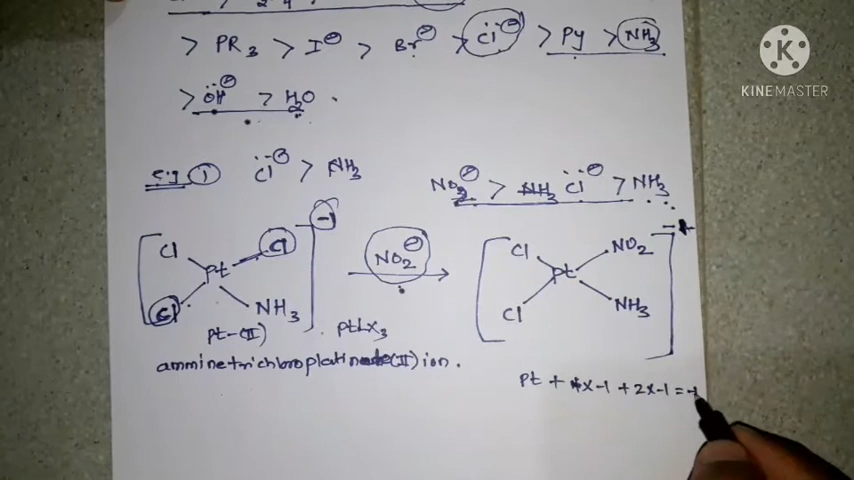 > PR3 > I⊖ > Br⊖ > Cl⊖ > Py > NH3
> OH⊖ > H2O .
e.g. ① Cl⊖ > NH3
NO2⊖ > Cl⊖ > NH3
Cl Cl -1
Pt
Cl NH3
NO2⊖
Cl NO2
Pt
Cl NH3
Pt-(II) . PtLX3
amminetrichloroplatinate(II) ion.
Pt + 1x-1 + 2x-1 = -1
K
KINEMASTER